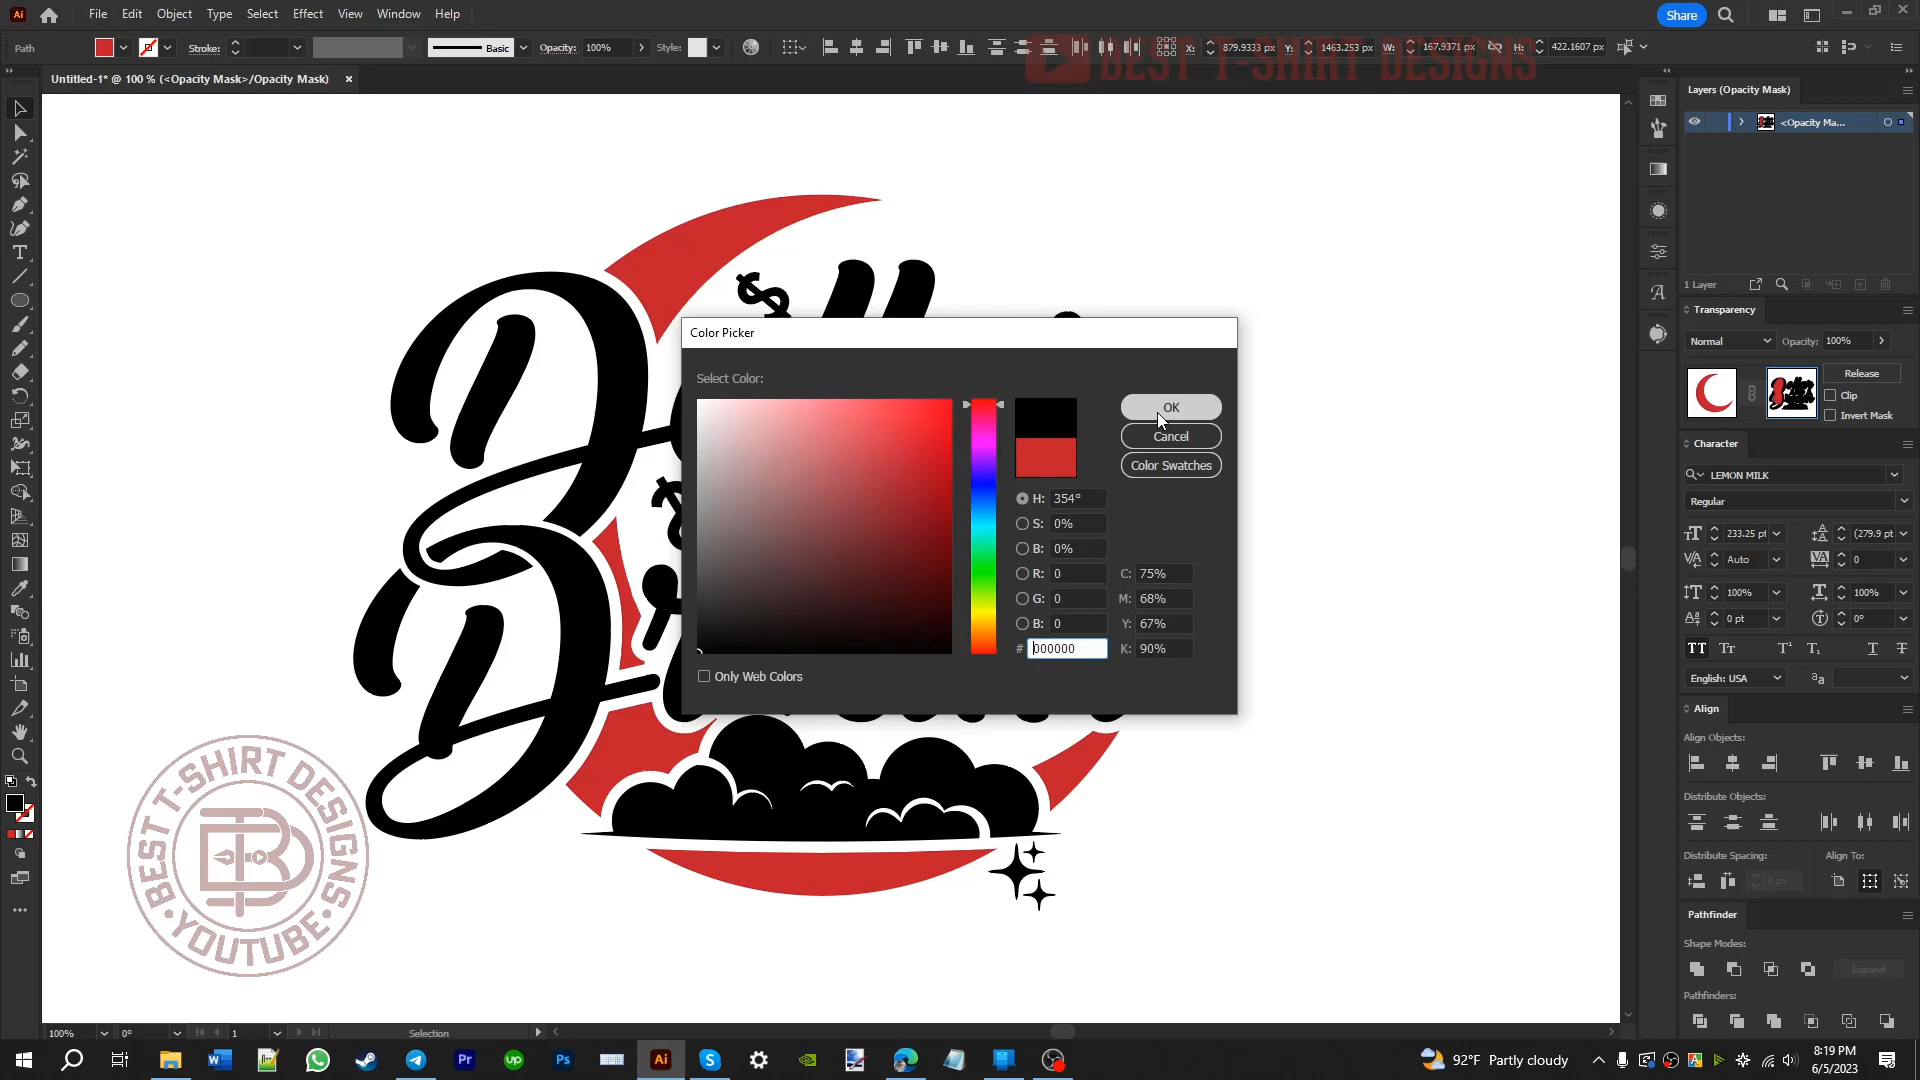 Ai File Edit Object Type Select Effect View Window Help Share
Path Stroke: Basic Opacity: 100% Style: X: 879.9333 px Y: 1463.253 px W: 167.9371 px H: 422.1607 px
BEST T-SHIRT DESIGNS
Untitled-1* @ 100 % (<Opacity Mask>/Opacity Mask) ×
Layers (Opacity Mask)
<Opacity Ma...
1 Layer
Transparency
Normal Opacity: 100%
Release
Clip
Invert Mask
Character
LEMON MILK
Regular
233.25 pt (279.9 pt
Auto 0
100% 100%
0 pt 0°
English: USA
Align
Align Objects:
Distribute Objects:
Distribute Spacing: Align To:
0 px
Pathfinder
Shape Modes:
Expand
Pathfinders:
Color Picker
Select Color:
OK
Cancel
Color Swatches
H: 354°
S: 0%
B: 0%
R: 0 C: 75%
G: 0 M: 68%
B: 0 Y: 67%
# 000000 K: 90%
Only Web Colors
BEST T-SHIRT DESIGNS
YOUTUBE
100% 0° 1 Selection
92°F Partly cloudy
8:19 PM
6/5/2023